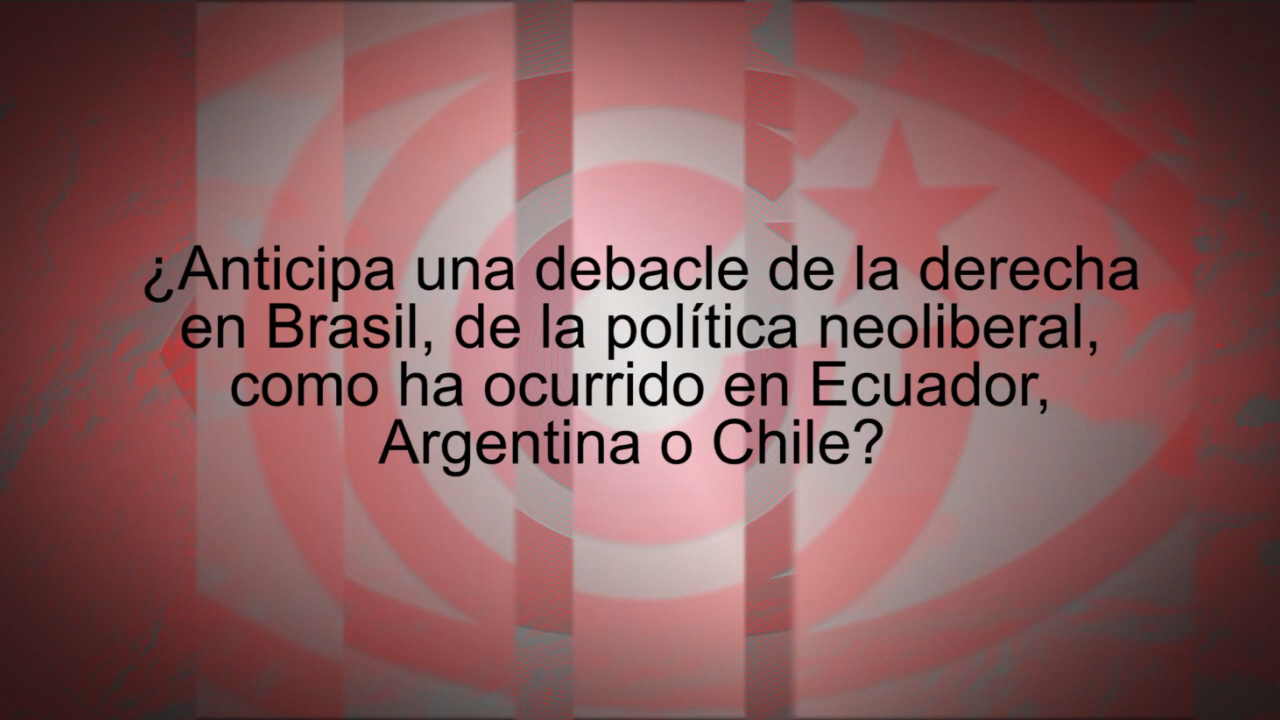 ¿Anticipa una debacle de la derecha
en Brasil, de la política neoliberal,
como ha ocurrido en Ecuador,
Argentina o Chile?